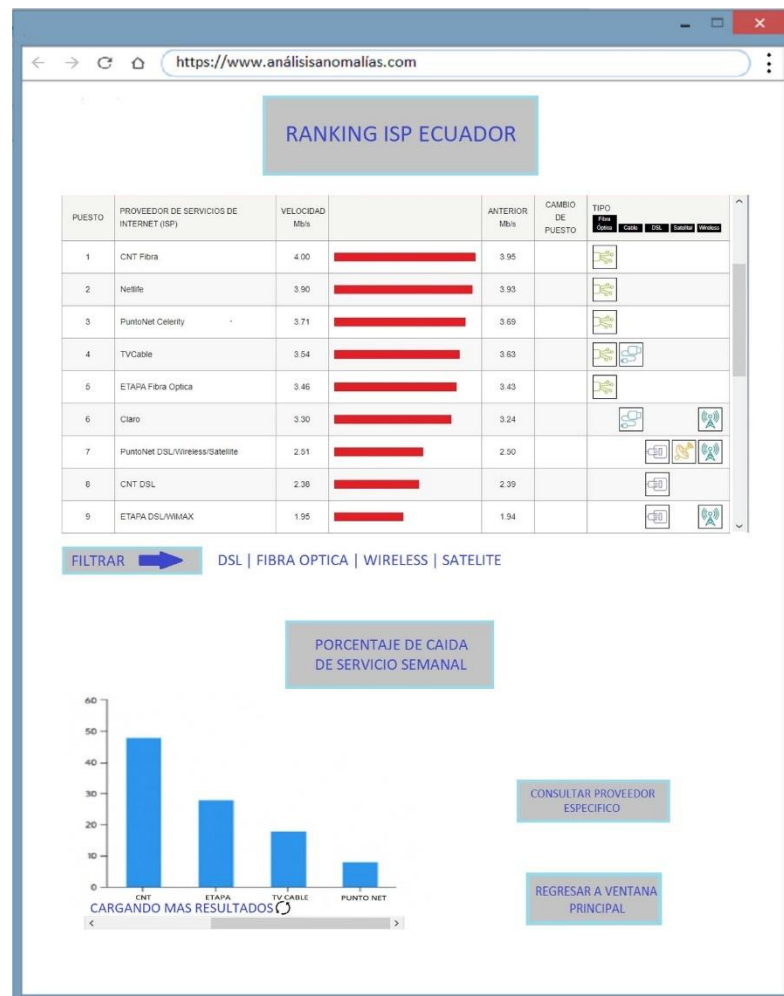 https://www.análisisanomalías.com
RANKING ISP ECUADOR
PUESTO PROVEEDOR DE SERVICIOS DE INTERNET (ISP) VELOCIDAD Mb/s ANTERIOR Mb/s CAMBIO DE PUESTO TIPO
Fibra Óptica Cable DSL Satelital Wireless
1 CNT Fibra 4.00 3.95
2 Netlife 3.90 3.93
3 PuntoNet Celerity 3.71 3.69
4 TVCable 3.54 3.63
5 ETAPA Fibra Optica 3.46 3.43
6 Claro 3.30 3.24
7 PuntoNet DSL/Wireless/Satellite 2.51 2.50
8 CNT DSL 2.38 2.39
9 ETAPA DSL/WIMAX 1.95 1.94
FILTRAR DSL | FIBRA OPTICA | WIRELESS | SATELITE
PORCENTAJE DE CAIDA
DE SERVICIO SEMANAL
60
50
40
30
20
10
0
CNT ETAPA TV CABLE PUNTO NET
CARGANDO MAS RESULTADOS
CONSULTAR PROVEEDOR
ESPECIFICO
REGRESAR A VENTANA
PRINCIPAL